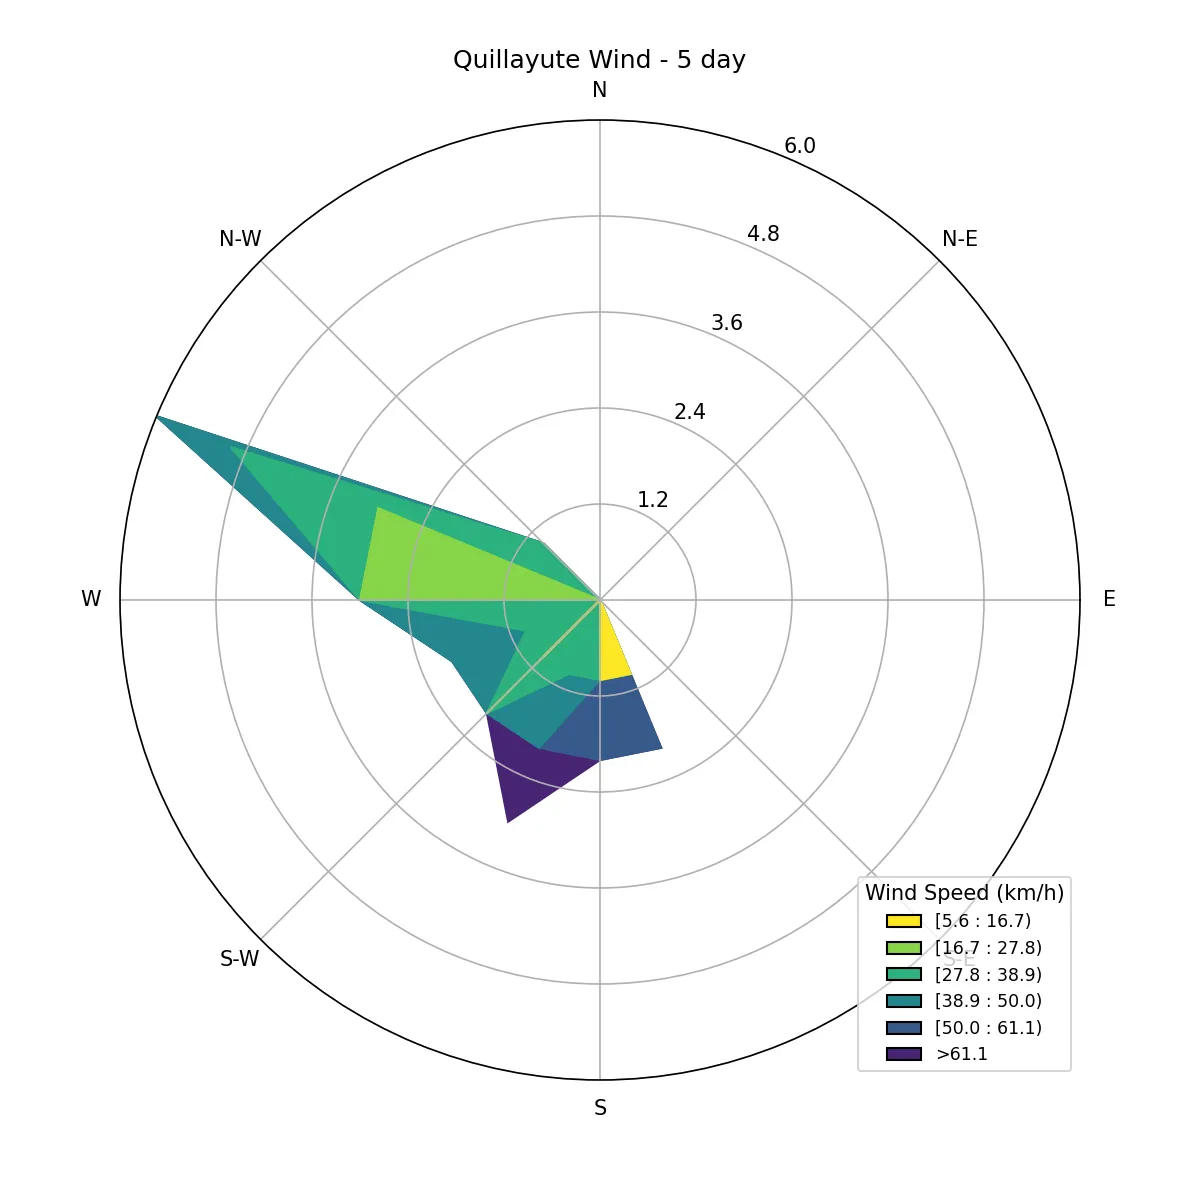 Quillayute Wind - 5 day
N
6.0
4.8
N-W
N-E
3.6
2.4
1.2
W
E
Wind Speed (km/h)
[5.6 : 16.7)
[16.7 : 27.8)
S-W
S-E
[27.8 : 38.9)
[38.9 : 50.0)
[50.0 : 61.1)
>61.1
S